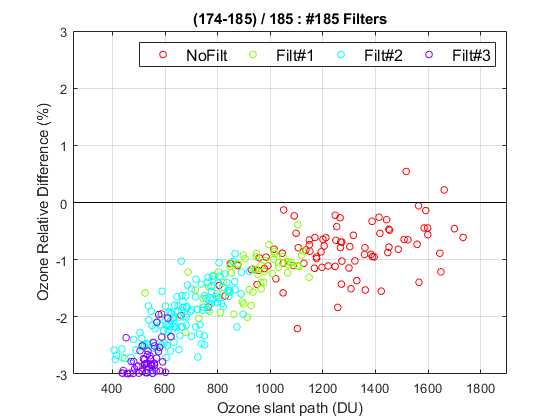 (174-185) / 185 : #185 Filters
NoFilt Filt#1 Filt#2 Filt#3
Ozone Relative Difference (%)
3
2
1
0
-1
-2
-3
400 600 800 1000 1200 1400 1600 1800
Ozone slant path (DU)